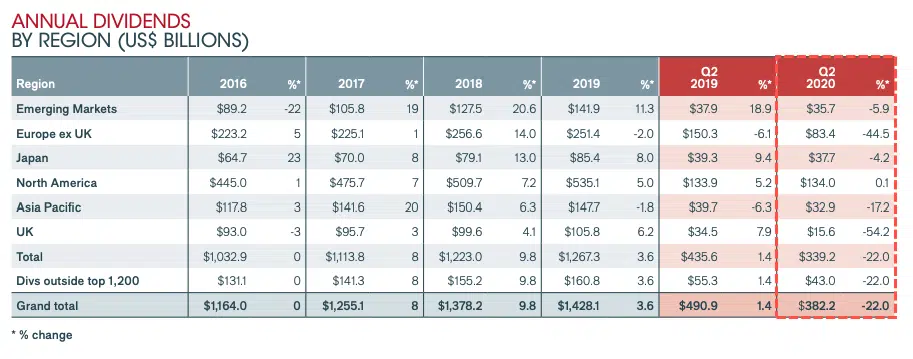 ANNUAL DIVIDENDS
BY REGION (US$ BILLIONS)
Region 2016 %* 2017 %* 2018 %* 2019 %* Q2 2019 %* Q2 2020 %*
Emerging Markets $89.2 -22 $105.8 19 $127.5 20.6 $141.9 11.3 $37.9 18.9 $35.7 -5.9
Europe ex UK $223.2 5 $225.1 1 $256.6 14.0 $251.4 -2.0 $150.3 -6.1 $83.4 -44.5
Japan $64.7 23 $70.0 8 $79.1 13.0 $85.4 8.0 $39.3 9.4 $37.7 -4.2
North America $445.0 1 $475.7 7 $509.7 7.2 $535.1 5.0 $133.9 5.2 $134.0 0.1
Asia Pacific $117.8 3 $141.6 20 $150.4 6.3 $147.7 -1.8 $39.7 -6.3 $32.9 -17.2
UK $93.0 -3 $95.7 3 $99.6 4.1 $105.8 6.2 $34.5 7.9 $15.6 -54.2
Total $1,032.9 0 $1,113.8 8 $1,223.0 9.8 $1,267.3 3.6 $435.6 1.4 $339.2 -22.0
Divs outside top 1,200 $131.1 0 $141.3 8 $155.2 9.8 $160.8 3.6 $55.3 1.4 $43.0 -22.0
Grand total $1,164.0 0 $1,255.1 8 $1,378.2 9.8 $1,428.1 3.6 $490.9 1.4 $382.2 -22.0
* % change